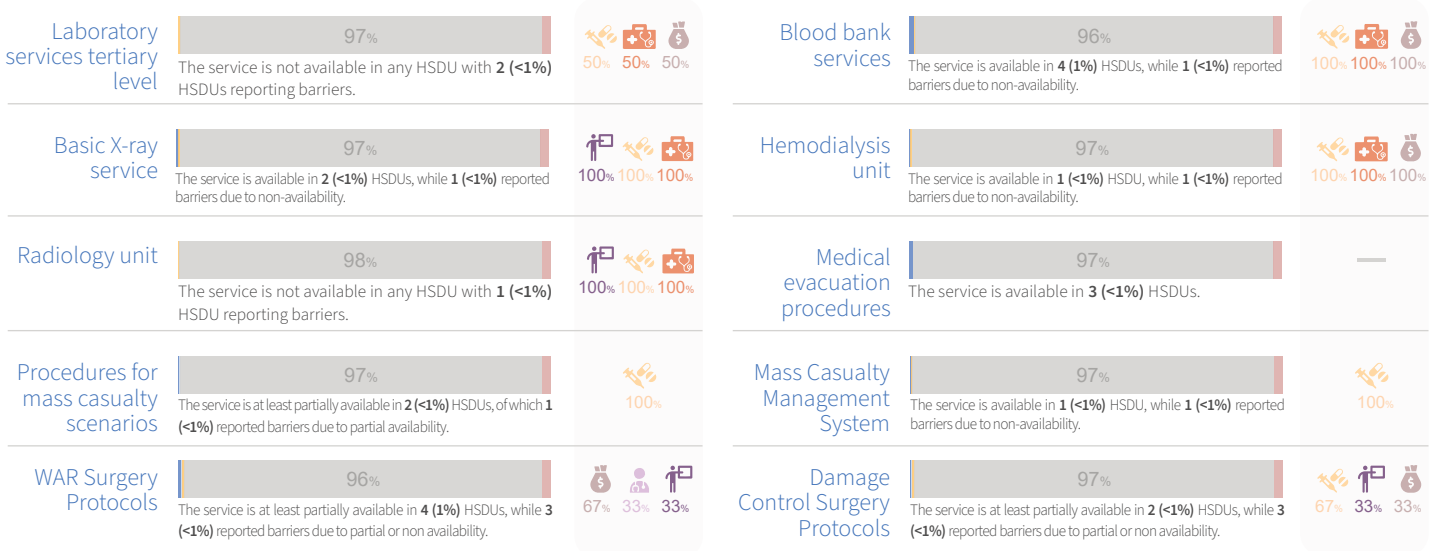 Laboratory
services tertiary
level
97%
The service is not available in any HSDU with 2 (<1%)
HSDUs reporting barriers.
50% 50% 50%
Blood bank
services
96%
The service is available in 4 (1%) HSDUs, while 1 (<1%) reported
barriers due to non-availability.
100% 100% 100%
Basic X-ray
service
97%
The service is available in 2 (<1%) HSDUs, while 1 (<1%) reported
barriers due to non-availability.
100% 100% 100%
Hemodialysis
unit
97%
The service is available in 1 (<1%) HSDU, while 1 (<1%) reported
barriers due to non-availability.
100% 100% 100%
Radiology unit
98%
The service is not available in any HSDU with 1 (<1%)
HSDU reporting barriers.
100% 100% 100%
Medical
evacuation
procedures
97%
The service is available in 3 (<1%) HSDUs.
Procedures for
mass casualty
scenarios
97%
The service is at least partially available in 2 (<1%) HSDUs, of which 1
(<1%) reported barriers due to partial availability.
100%
Mass Casualty
Management
System
97%
The service is available in 1 (<1%) HSDU, while 1 (<1%) reported
barriers due to non-availability.
100%
WAR Surgery
Protocols
96%
The service is at least partially available in 4 (1%) HSDUs, while 3
(<1%) reported barriers due to partial or non availability.
67% 33% 33%
Damage
Control Surgery
Protocols
97%
The service is at least partially available in 2 (<1%) HSDUs, while 3
(<1%) reported barriers due to partial or non availability.
67% 33% 33%